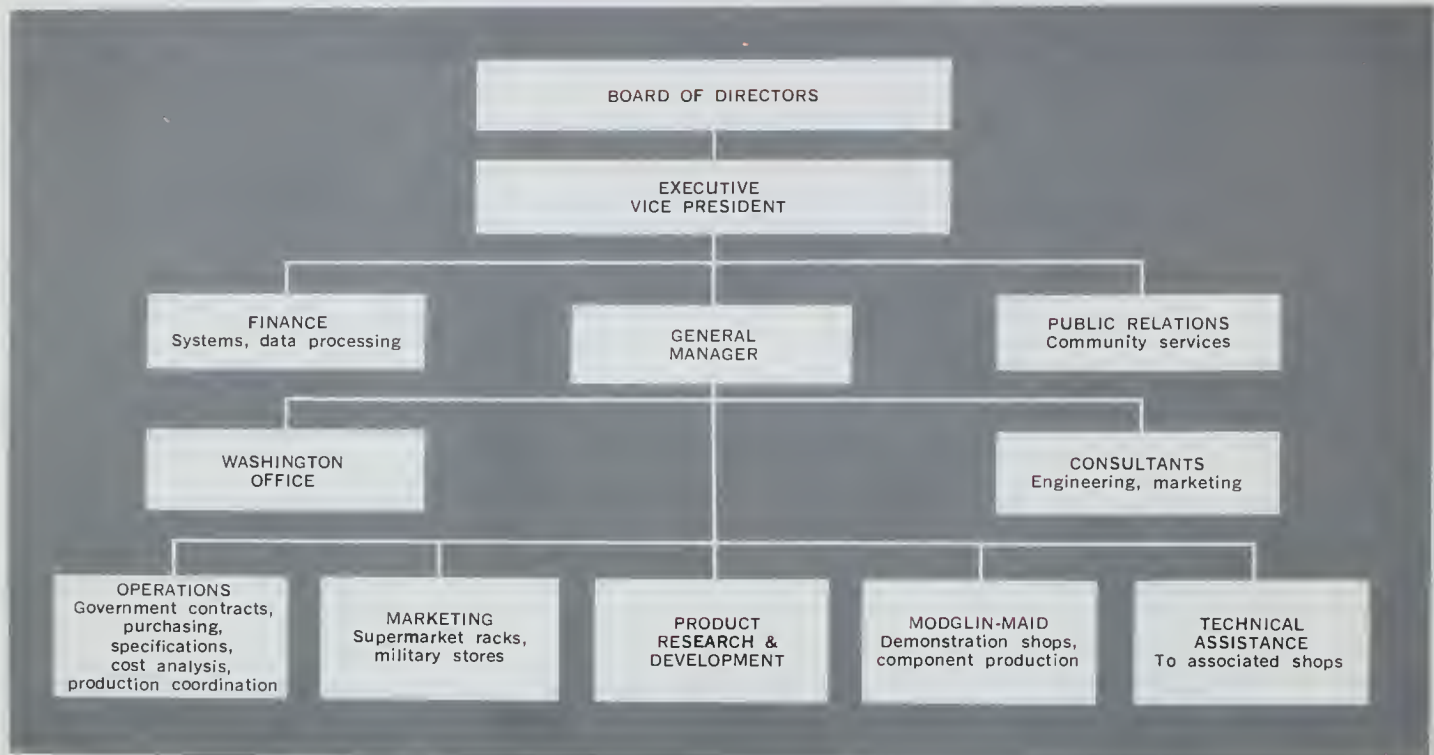 BOARD OF DIRECTORS
EXECUTIVE
VICE PRESIDENT
FINANCE
Systems, data processing
GENERAL
MANAGER
PUBLIC RELATIONS
Community services
WASHINGTON
OFFICE
CONSULTANTS
Engineering, marketing
OPERATIONS
Government contracts,
purchasing,
specifications,
cost analysis,
production coordination
MARKETING
Supermarket racks,
military stores
PRODUCT
RESEARCH &
DEVELOPMENT
MODGLIN-MAID
Demonstration shops,
component production
TECHNICAL
ASSISTANCE
To associated shops